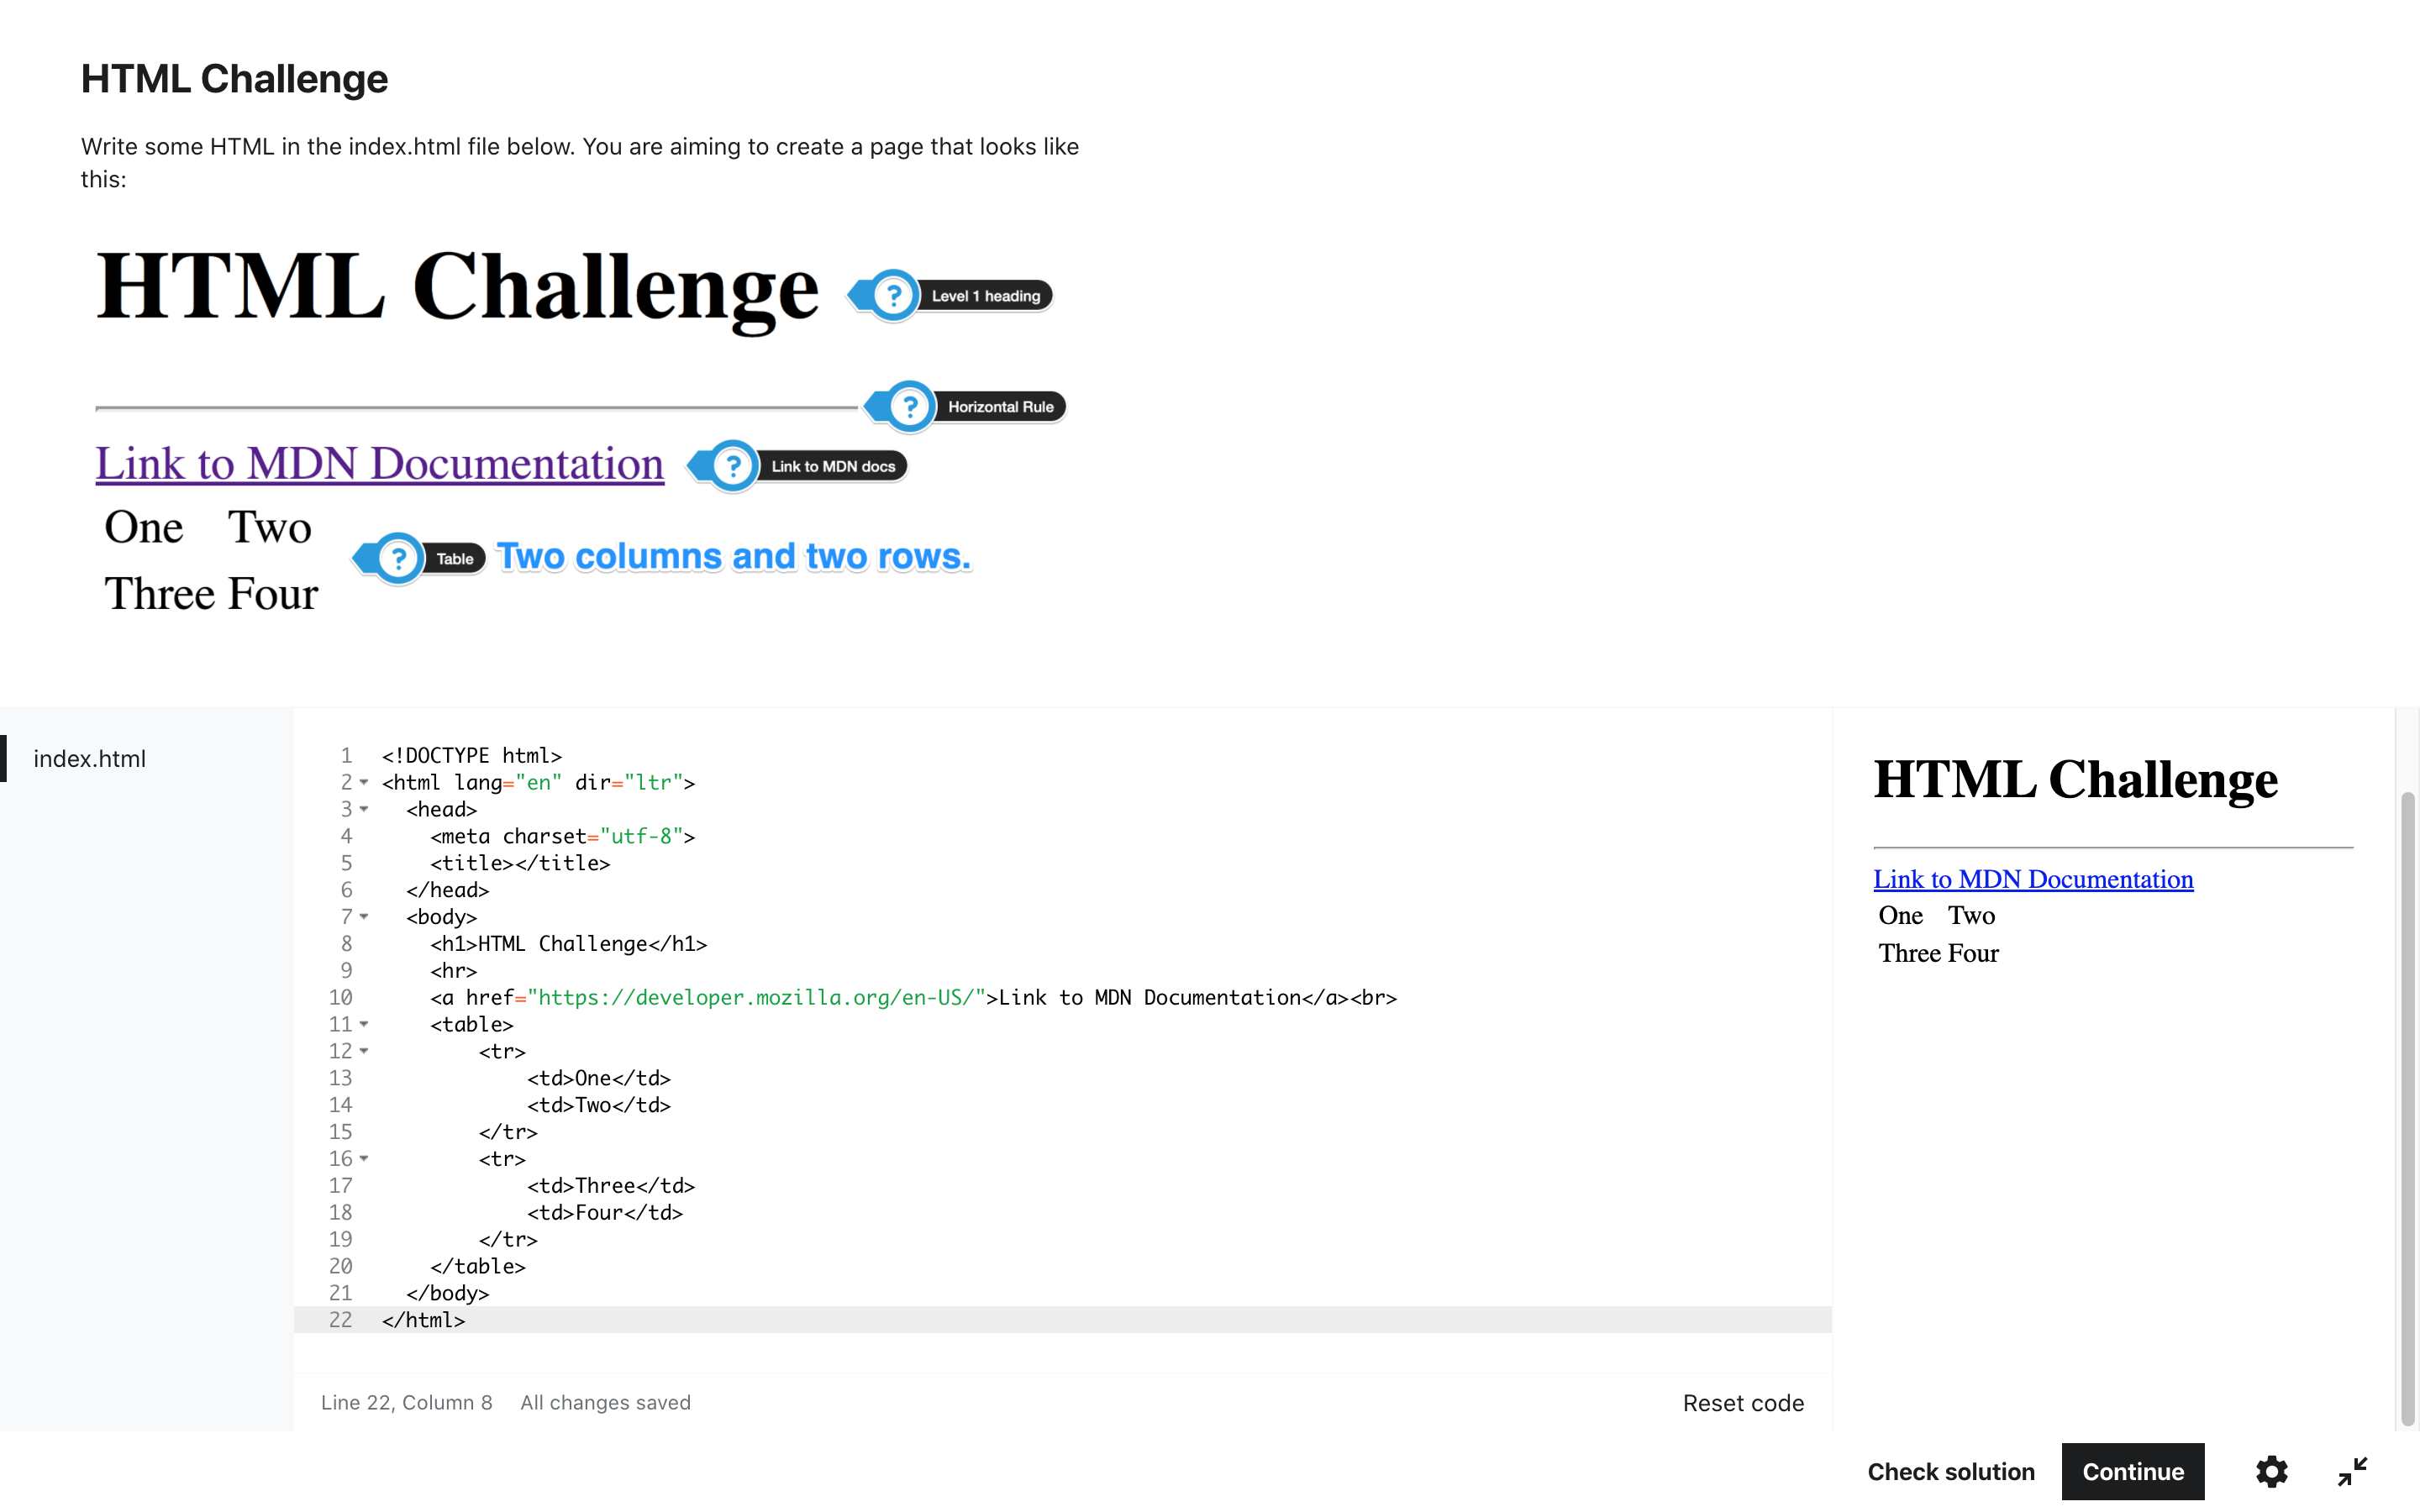 HTML Challenge
Write some HTML in the index.html file below. You are aiming to create a page that looks like
this:
HTML Challenge
? Level 1 heading
? Horizontal Rule
Link to MDN Documentation
? Link to MDN docs
One Two
? Table Two columns and two rows.
Three Four
index.html
1 <!DOCTYPE html>
2 <html lang="en" dir="ltr">
3 <head>
4 <meta charset="utf-8">
5 <title></title>
6 </head>
7 <body>
8 <h1>HTML Challenge</h1>
9 <hr>
10 <a href="https://developer.mozilla.org/en-US/">Link to MDN Documentation</a><br>
11 <table>
12 <tr>
13 <td>One</td>
14 <td>Two</td>
15 </tr>
16 <tr>
17 <td>Three</td>
18 <td>Four</td>
19 </tr>
20 </table>
21 </body>
22 </html>
Line 22, Column 8 All changes saved
Reset code
HTML Challenge
Link to MDN Documentation
One Two
Three Four
Check solution
Continue